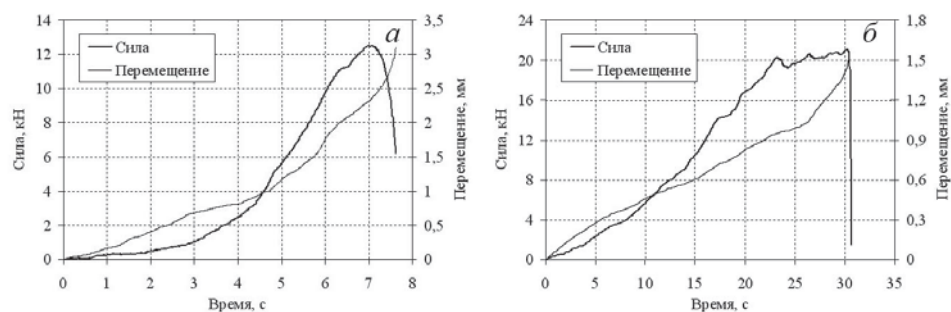 14
12
10
8
6
4
2
0
Сила, кН
Сила
Перемещение
а
3,5
3
2,5
2
1,5
1
0,5
0
Перемещение, мм
0 1 2 3 4 5 6 7 8
Время, с
24
20
16
12
8
4
0
Сила, кН
Сила
Перемещение
б
1,8
1,5
1,2
0,9
0,6
0,3
0
Перемещение, мм
0 5 10 15 20 25 30 35
Время, с